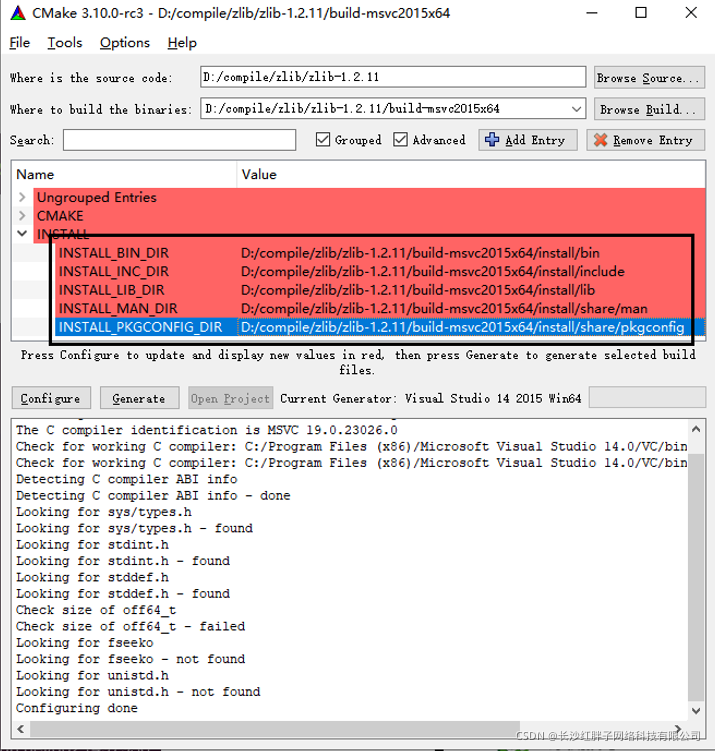 CMake 3.10.0-rc3 - D:/compile/zlib/zlib-1.2.11/build-msvc2015x64
File Tools Options Help
Where is the source code: D:/compile/zlib/zlib-1.2.11 Browse Source...
Where to build the binaries: D:/compile/zlib/zlib-1.2.11/build-msvc2015x64 Browse Build...
Search: Grouped Advanced Add Entry Remove Entry
Name Value
Ungrouped Entries
CMAKE
INSTALL
INSTALL_BIN_DIR D:/compile/zlib/zlib-1.2.11/build-msvc2015x64/install/bin
INSTALL_INC_DIR D:/compile/zlib/zlib-1.2.11/build-msvc2015x64/install/include
INSTALL_LIB_DIR D:/compile/zlib/zlib-1.2.11/build-msvc2015x64/install/lib
INSTALL_MAN_DIR D:/compile/zlib/zlib-1.2.11/build-msvc2015x64/install/share/man
INSTALL_PKGCONFIG_DIR D:/compile/zlib/zlib-1.2.11/build-msvc2015x64/install/share/pkgconfig
Press Configure to update and display new values in red, then press Generate to generate selected build
files.
Configure Generate Open Project Current Generator: Visual Studio 14 2015 Win64
The C compiler identification is MSVC 19.0.23026.0
Check for working C compiler: C:/Program Files (x86)/Microsoft Visual Studio 14.0/VC/bin
Check for working C compiler: C:/Program Files (x86)/Microsoft Visual Studio 14.0/VC/bin
Detecting C compiler ABI info
Detecting C compiler ABI info - done
Looking for sys/types.h
Looking for sys/types.h - found
Looking for stdint.h
Looking for stdint.h - found
Looking for stddef.h
Looking for stddef.h - found
Check size of off64_t
Check size of off64_t - failed
Looking for fseeko
Looking for fseeko - not found
Looking for unistd.h
Looking for unistd.h - not found
Configuring done
CSDN @长沙红胖子网络科技有限公司